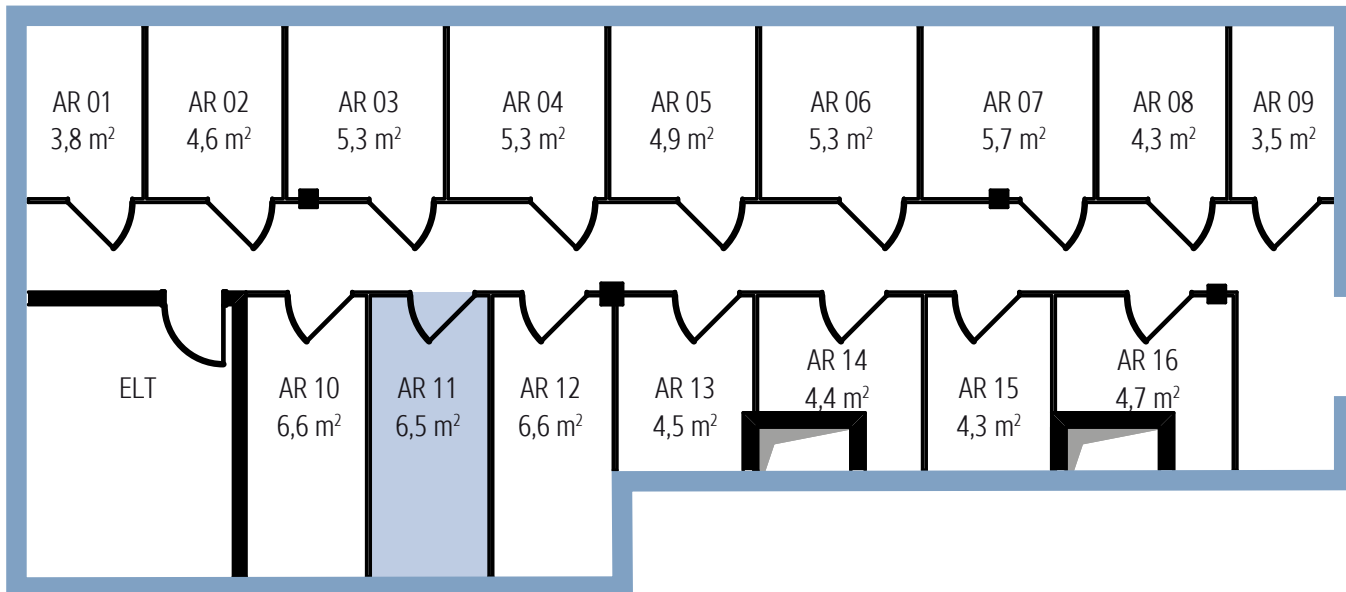 AR 01
3,8 m²
AR 02
4,6 m²
AR 03
5,3 m²
AR 04
5,3 m²
AR 05
4,9 m²
AR 06
5,3 m²
AR 07
5,7 m²
AR 08
4,3 m²
AR 09
3,5 m²
ELT
AR 10
6,6 m²
AR 11
6,5 m²
AR 12
6,6 m²
AR 13
4,5 m²
AR 14
4,4 m²
AR 15
4,3 m²
AR 16
4,7 m²